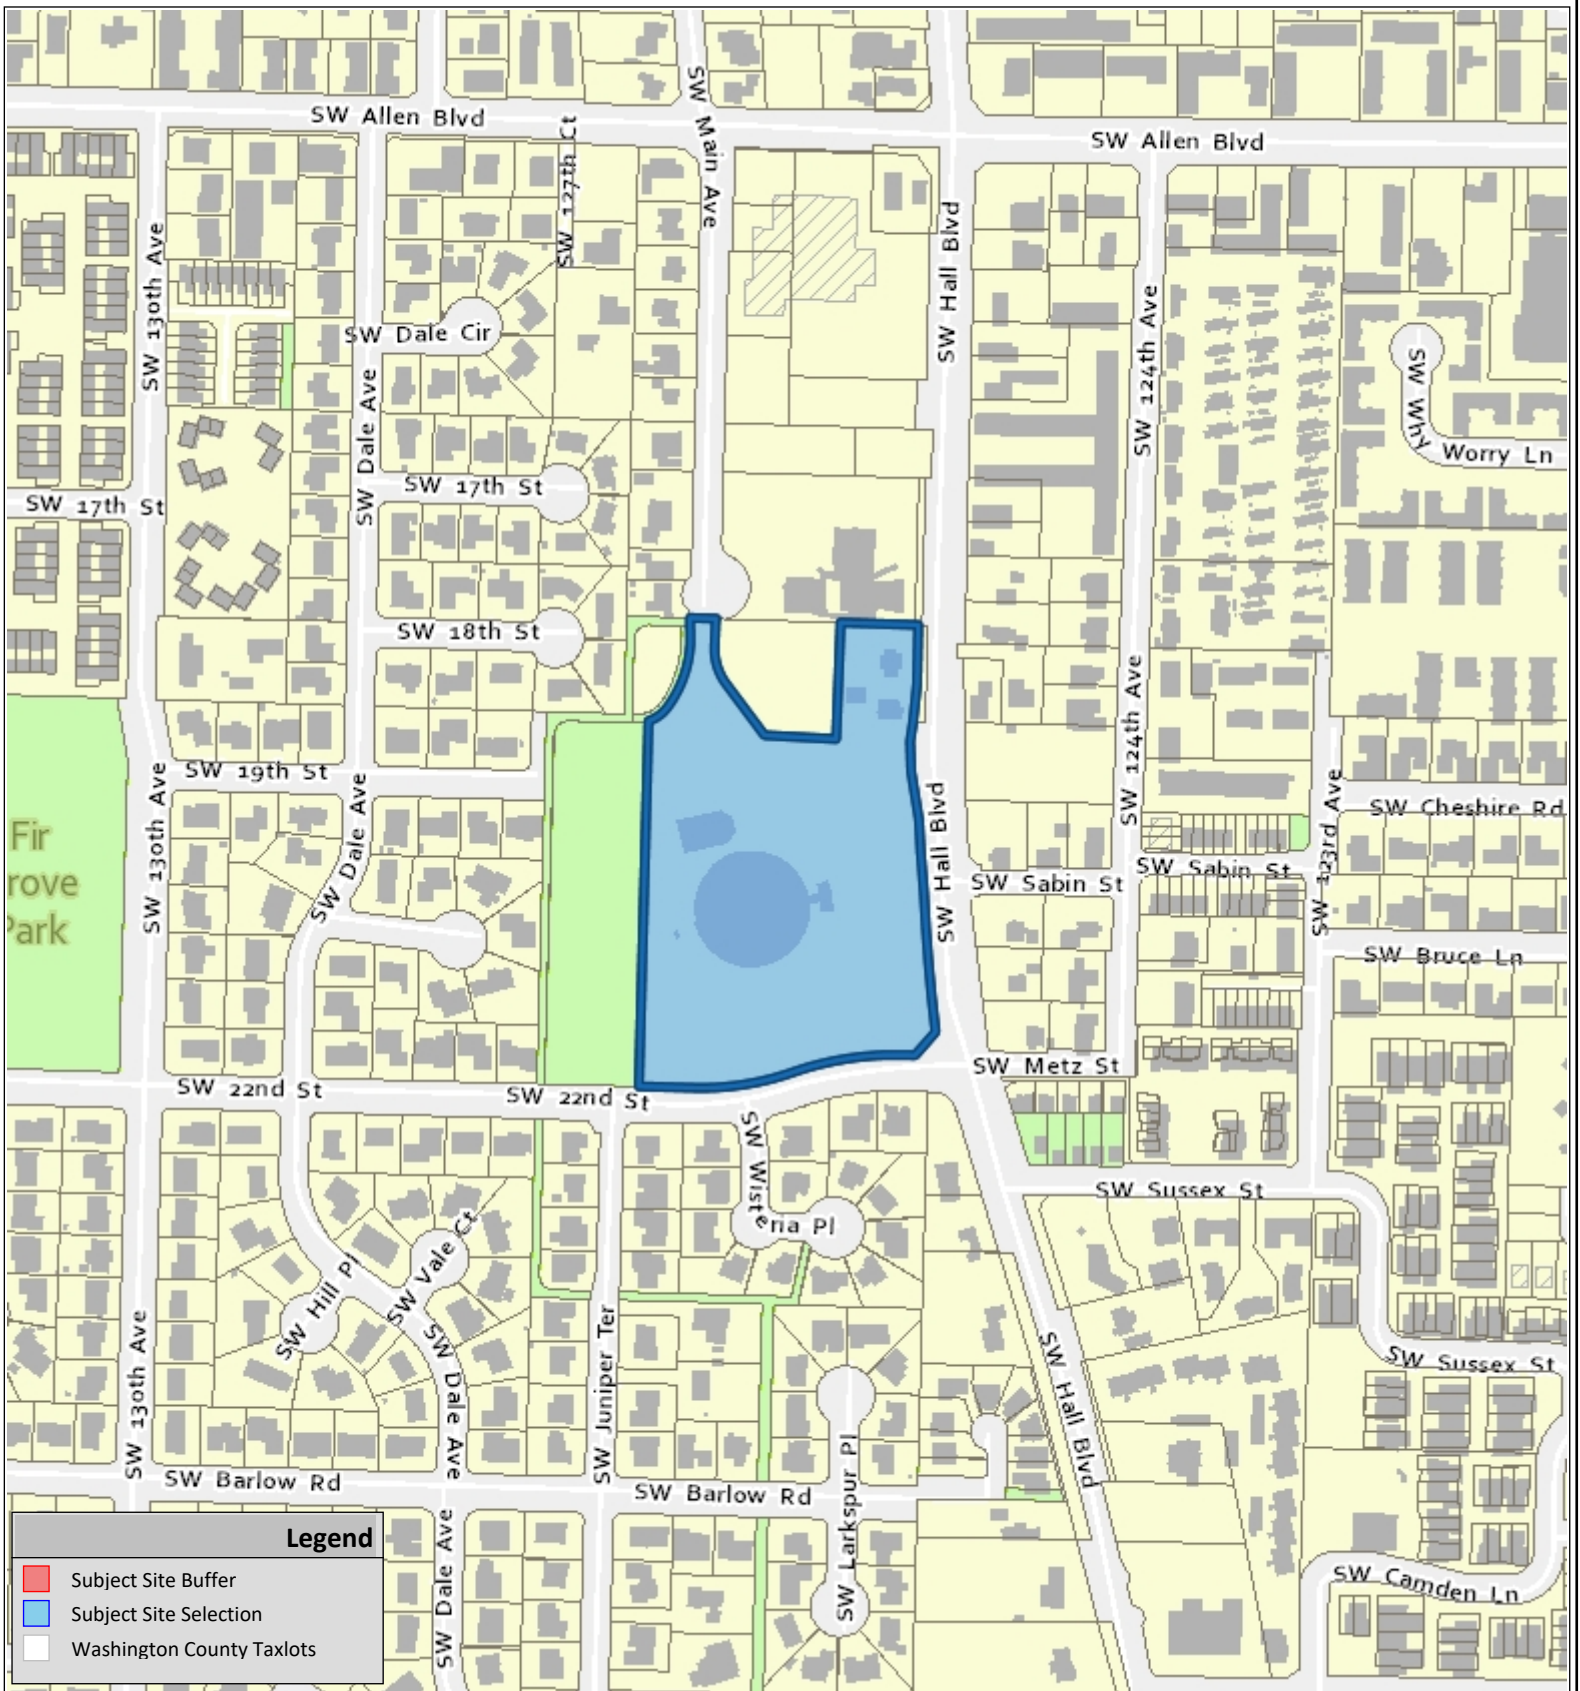 SW Allen Blvd
SW Allen Blvd
SW Main Ave
SW 127th Ct
SW Hall Blvd
SW 130th Ave
SW 124th Ave
SW Dale Cir
SW Dale Ave
SW Why
Worry Ln
SW 17th St
SW 17th St
SW 18th St
SW 124th Ave
SW 19th St
SW 130th Ave
SW Dale Ave
SW Hall Blvd
SW 123rd Ave
SW Cheshire Rd
Fir
rove
Park
SW Sabin St
SW Sabin St
SW Bruce Ln
SW Metz St
SW 22nd St
SW 22nd St
SW Wisteria Pl
SW Sussex St
SW Vale Ct
SW Hill Pl
SW Dale Ave
SW Juniper Ter
SW 130th Ave
SW Hall Blvd
SW Sussex St
SW Larkspur Pl
SW Barlow Rd
SW Barlow Rd
SW Dale Ave
SW Camden Ln
Legend
Subject Site Buffer
Subject Site Selection
Washington County Taxlots